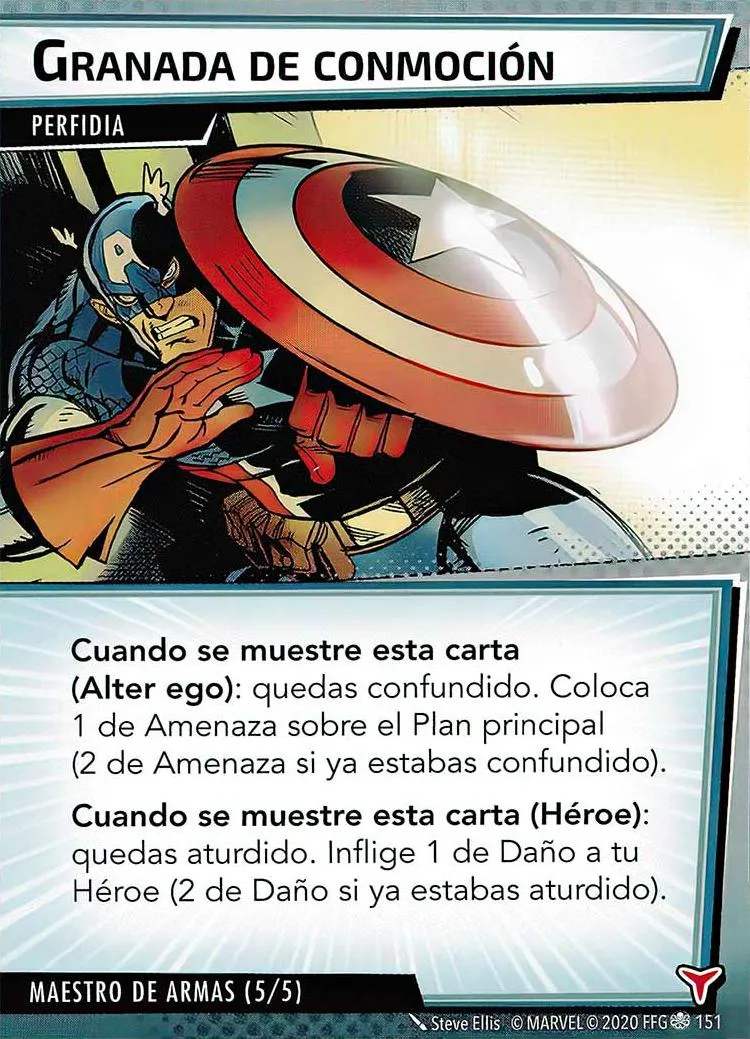 GRANADA DE CONMOCIÓN
PERFIDIA
Cuando se muestre esta carta
(Alter ego): quedas confundido. Coloca
1 de Amenaza sobre el Plan principal
(2 de Amenaza si ya estabas confundido).
Cuando se muestre esta carta (Héroe):
quedas aturdido. Inflige 1 de Daño a tu
Héroe (2 de Daño si ya estabas aturdido).
MAESTRO DE ARMAS (5/5)
Steve Ellis © MARVEL © 2020 FFG 151